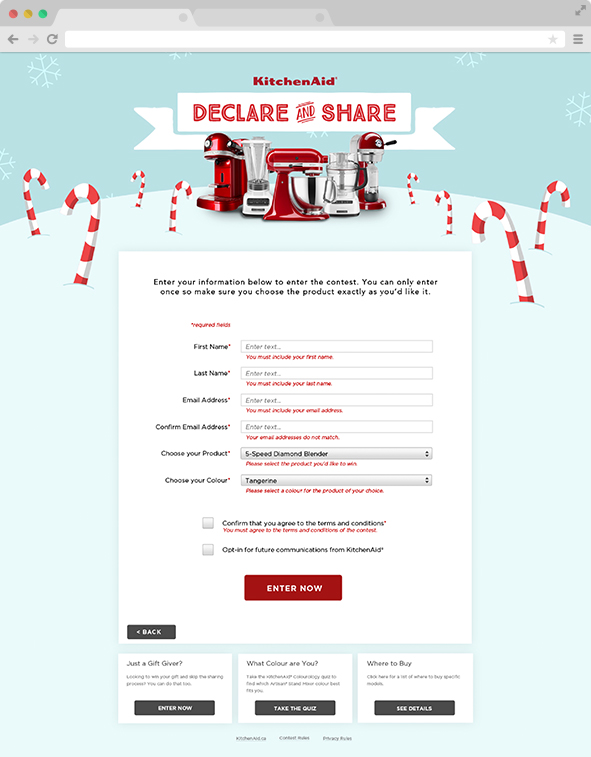 KitchenAid®
DECLARE AND SHARE
Enter your information below to enter the contest. You can only enter
once so make sure you choose the product exactly as you'd like it.
*required fields
First Name*
Enter text...
You must include your first name.
Last Name*
Enter text...
You must include your last name.
Email Address*
Enter text...
You must include your email address.
Confirm Email Address*
Enter text...
Your email addresses do not match.
Choose your Product*
5-Speed Diamond Blender
Please select the product you'd like to win.
Choose your Colour*
Tangerine
Please select a colour for the product of your choice.
Confirm that you agree to the terms and conditions*
You must agree to the terms and conditions of the contest.
Opt-in for future communications from KitchenAid*
ENTER NOW
< BACK
Just a Gift Giver?
Looking to win your gift and skip the sharing
process? You can do that too.
ENTER NOW
What Colour are You?
Take the KitchenAid® Colourology quiz to
find which Artisan® Stand Mixer colour best
fits you.
TAKE THE QUIZ
Where to Buy
Click here for a list of where to buy specific
models.
SEE DETAILS
KitchenAid.ca
Contest Rules
Privacy Rules